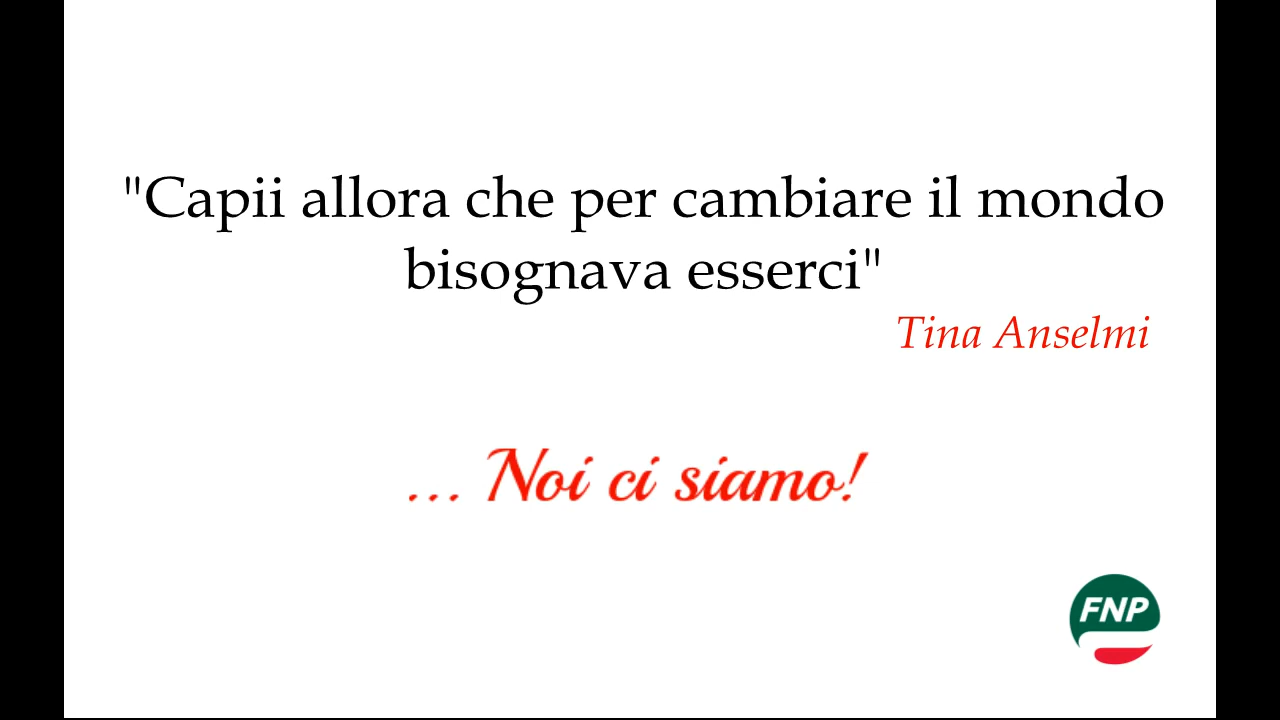 "Capii allora che per cambiare il mondo
bisognava esserci"
Tina Anselmi
... Noi ci siamo!
FNP